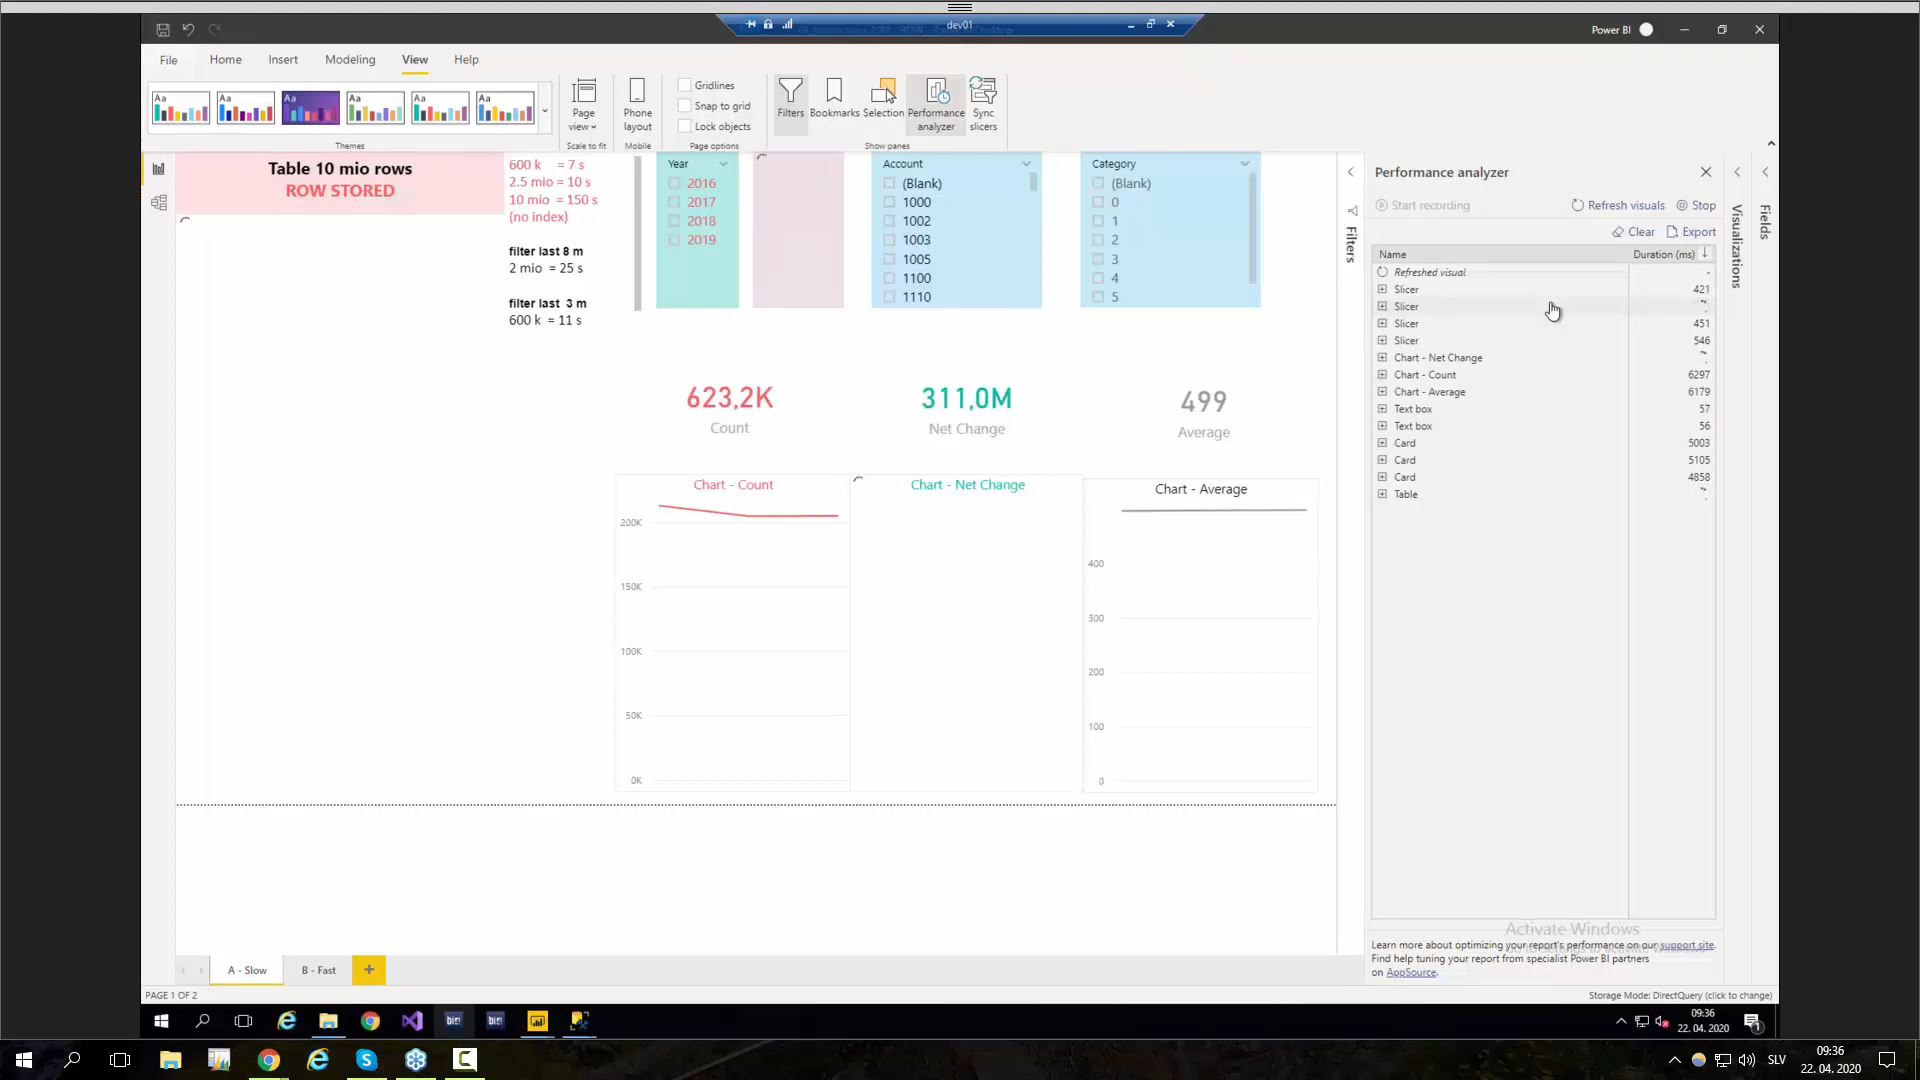 dev01
Power BI
File
Home
Insert
Modeling
View
Help
Aa
Aa
Aa
Aa
Aa
Aa
Themes
Page
view
Scale to fit
Phone
layout
Mobile
Gridlines
Snap to grid
Lock objects
Page options
Filters
Bookmarks
Selection
Performance
analyzer
Sync
slicers
Show panes
Table 10 mio rows
ROW STORED
600 k = 7 s
2.5 mio = 10 s
10 mio = 150 s
(no index)
filter last 8 m
2 mio = 25 s
filter last 3 m
600 k = 11 s
Year
2016
2017
2018
2019
Account
(Blank)
1000
1002
1003
1005
1100
1110
Category
(Blank)
0
1
2
3
4
5
623,2K
Count
311,0M
Net Change
499
Average
Chart - Count
200K
150K
100K
50K
0K
Chart - Net Change
Chart - Average
400
300
200
100
0
Filters
Performance analyzer
Start recording
Refresh visuals
Stop
Clear
Export
Name Duration (ms)
Refreshed visual -
Slicer 421
Slicer
Slicer 451
Slicer 546
Chart - Net Change
Chart - Count 6297
Chart - Average 6179
Text box 57
Text box 56
Card 5003
Card 5105
Card 4858
Table
Visualizations
Fields
Activate Windows
Learn more about optimizing your report's performance on our support site.
Find help tuning your report from specialist Power BI partners
on AppSource.
A - Slow
B - Fast
+
PAGE 1 OF 2
Storage Mode: DirectQuery (click to change)
09:36
22. 04. 2020
1
SLV
09:36
22. 04. 2020